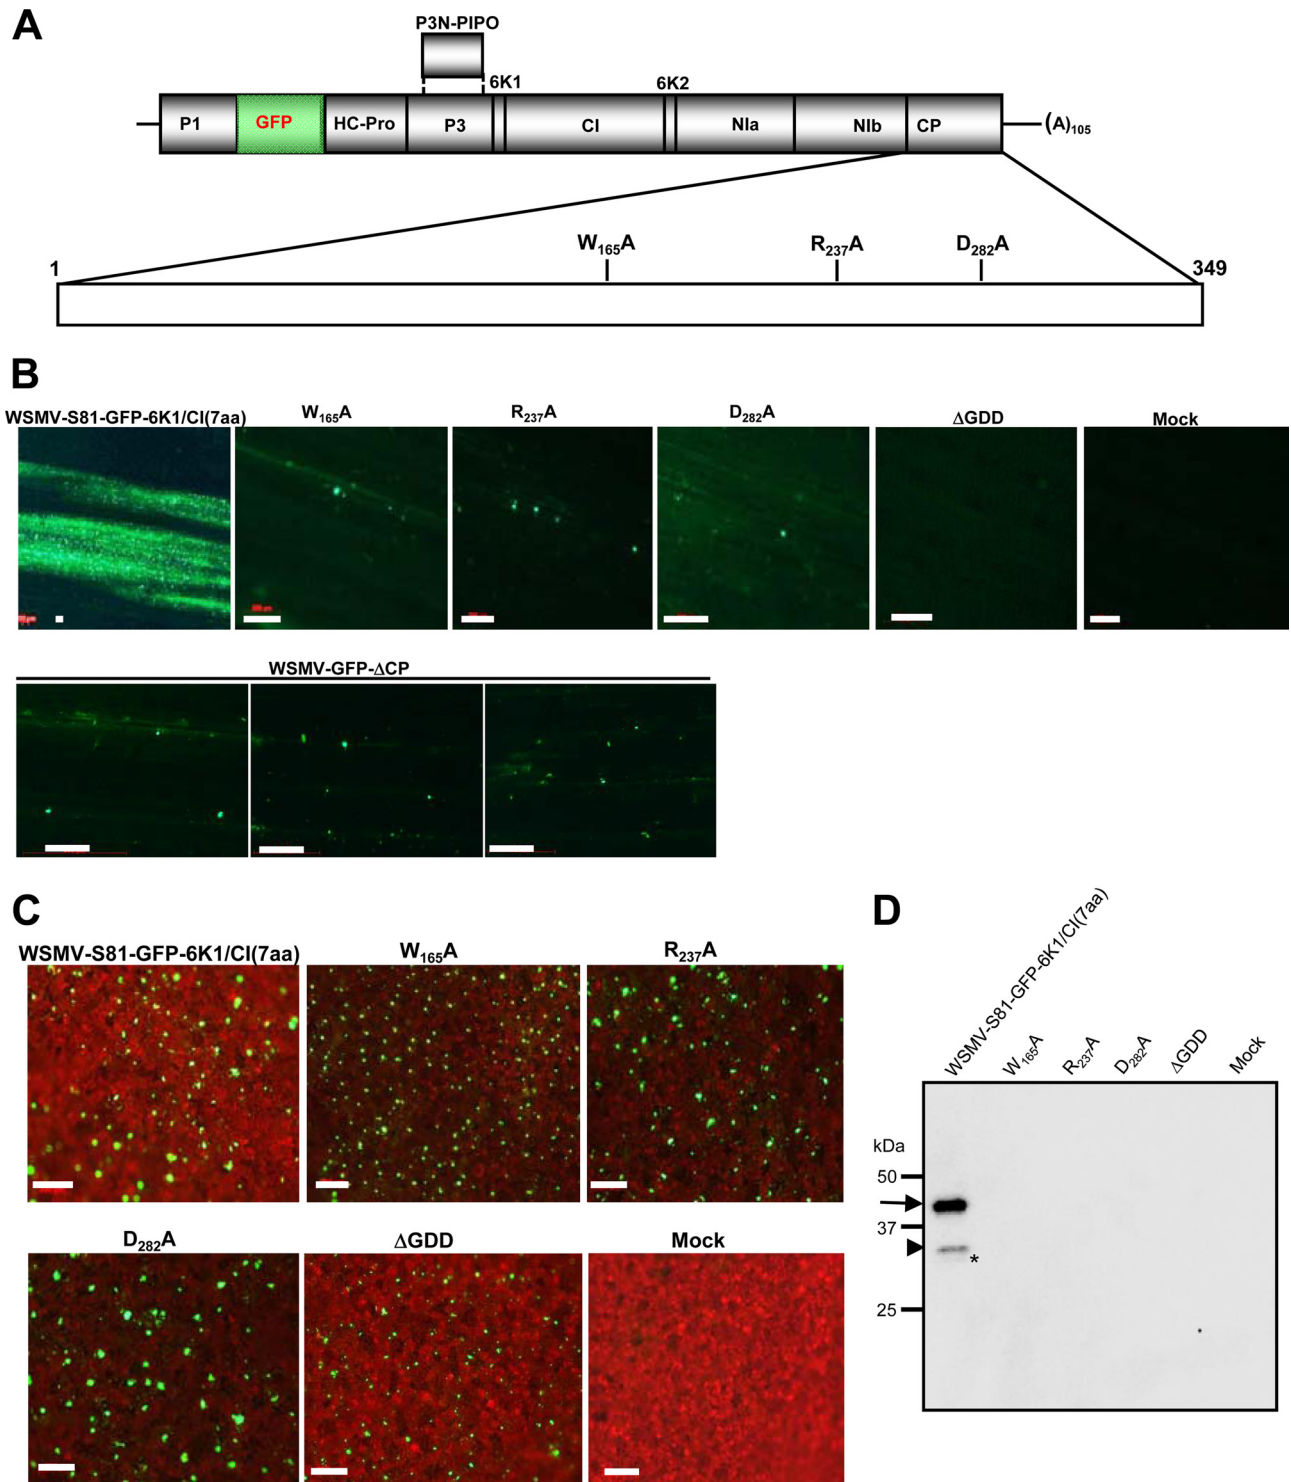 A
P3N-PIPO
6K1 6K2
P1 GFP HC-Pro P3 CI NIa NIb CP (A)₁₀₅
W₁₆₅A R₂₃₇A D₂₈₂A
1 349
B
WSMV-S81-GFP-6K1/CI(7aa) W₁₆₅A R₂₃₇A D₂₈₂A ΔGDD Mock
WSMV-GFP-ΔCP
C
WSMV-S81-GFP-6K1/CI(7aa) W₁₆₅A R₂₃₇A
D₂₈₂A ΔGDD Mock
D
WSMV-S81-GFP-6K1/CI(7aa) W₁₆₅A R₂₃₇A D₂₈₂A ΔGDD Mock
kDa
50
37
*
25